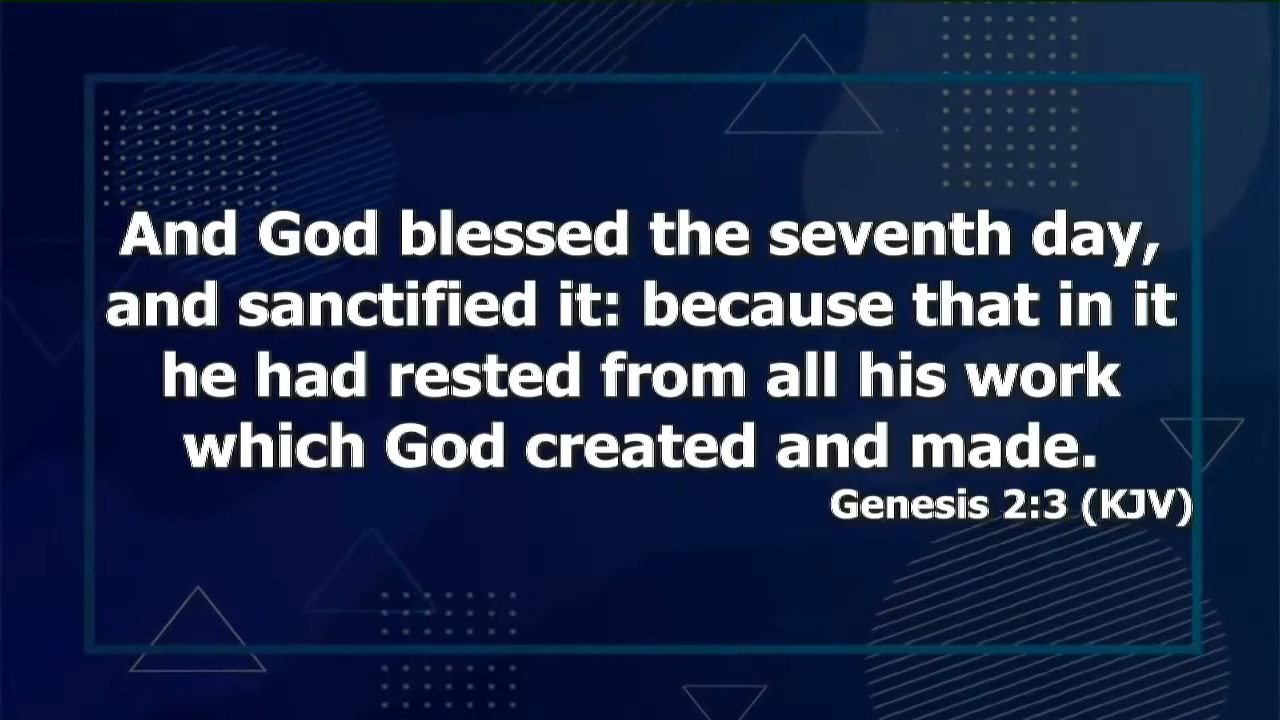 And God blessed the seventh day,
and sanctified it: because that in it
he had rested from all his work
which God created and made.
Genesis 2:3 (KJV)